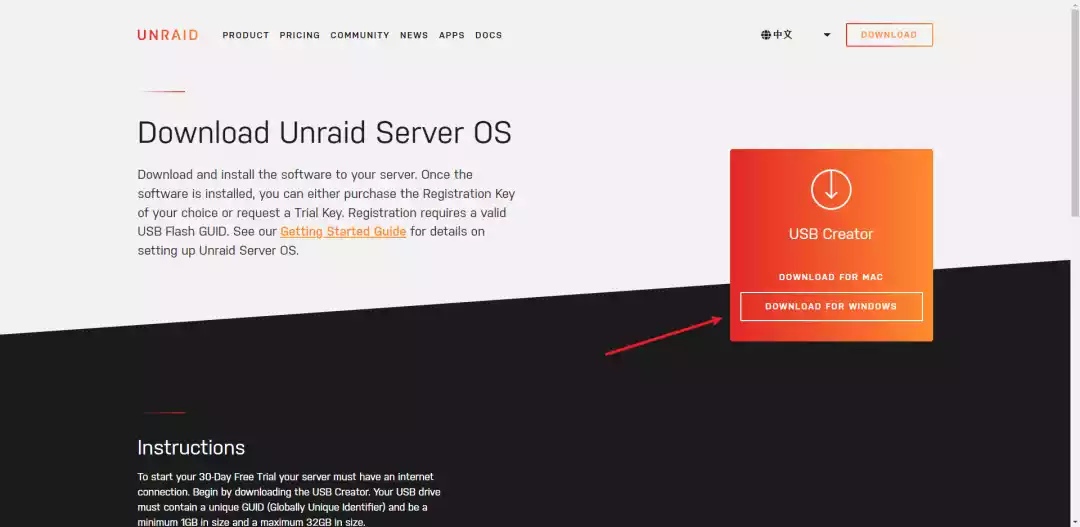 UNRAID PRODUCT PRICING COMMUNITY NEWS APPS DOCS 中文 DOWNLOAD
Download Unraid Server OS
Download and install the software to your server. Once the
software is installed, you can either purchase the Registration Key
of your choice or request a Trial Key. Registration requires a valid
USB Flash GUID. See our Getting Started Guide for details on
setting up Unraid Server OS.
USB Creator
DOWNLOAD FOR MAC
DOWNLOAD FOR WINDOWS
Instructions
To start your 30-Day Free Trial your server must have an internet
connection. Begin by downloading the USB Creator. Your USB drive
must contain a unique GUID (Globally Unique Identifier) and be a
minimum 1GB in size and a maximum 32GB in size.